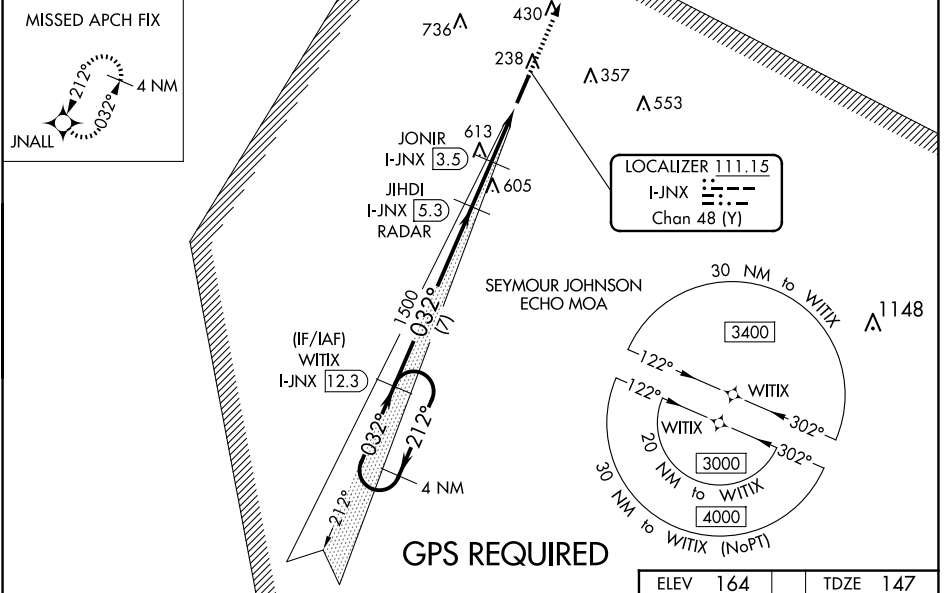 MISSED APCH FIX
212°
032°
4 NM
JNALL
736
430
238
357
553
JONIR
I-JNX 3.5
613
JIHDI
I-JNX 5.3
RADAR
605
LOCALIZER 111.15
I-JNX
Chan 48 (Y)
SEYMOUR JOHNSON
ECHO MOA
1500
032°
(7)
(IF/IAF)
WITIX
I-JNX 12.3
032°
212°
4 NM
212°
30 NM to WITIX
3400
1148
122°
WITIX
302°
122°
WITIX
302°
3000
20 NM to WITIX
4000
30 NM to WITIX (NoPT)
GPS REQUIRED
ELEV 164
TDZE 147